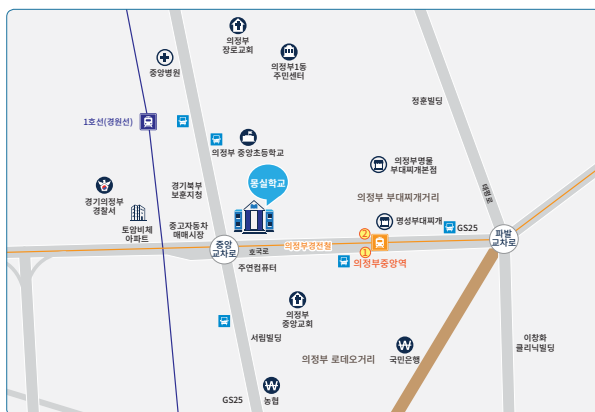 의정부
장로교회
의정부1동
주민센터
중앙병원
정훈빌딩
1호선(경원선)
의정부 중앙초등학교
의정부명물
부대찌개본점
몽실학교
경기북부
보훈지청
경기의정부
경찰서
의정부 부대찌개거리
태평로
토암비체
아파트
중고자동차
매매시장
명성부대찌개
GS25
②
중앙
교차로
호국로
의정부경전철
①
파발
교차로
주연컴퓨터
의정부중앙역
의정부
중앙교회
서림빌딩
이창화
클리닉빌딩
의정부 로데오거리
국민은행
GS25
농협